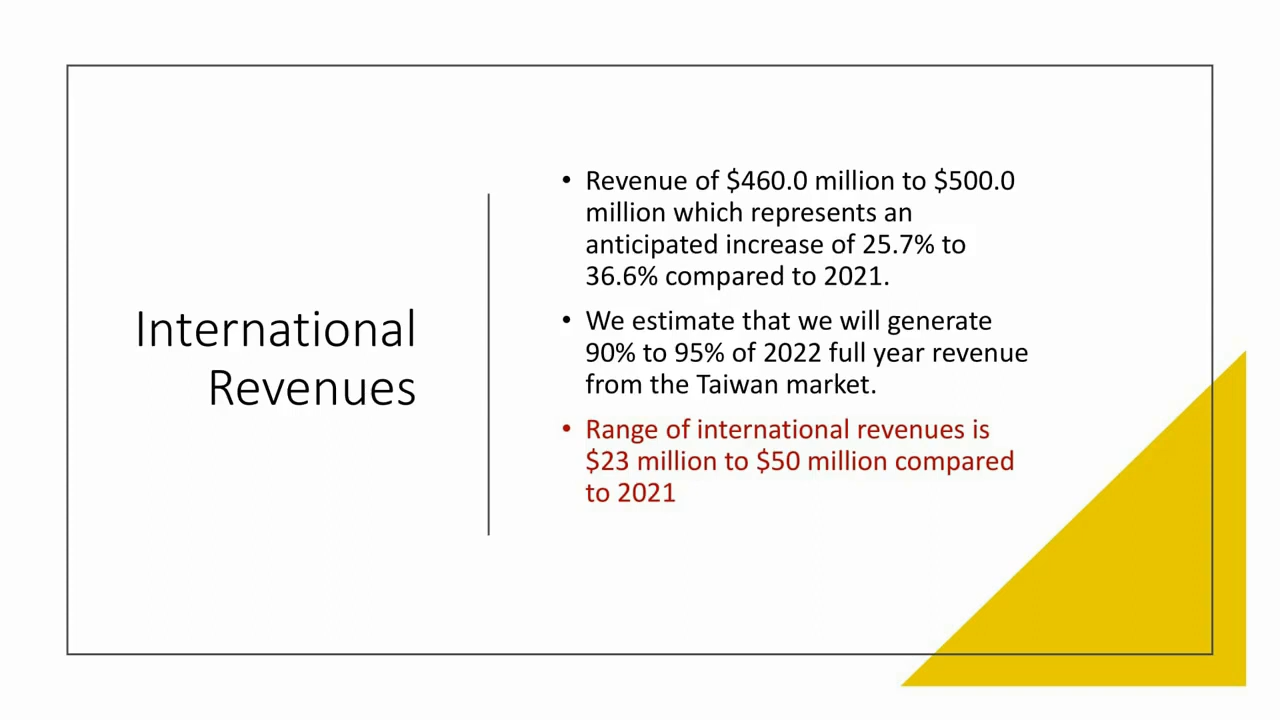 International
Revenues
• Revenue of $460.0 million to $500.0
million which represents an
anticipated increase of 25.7% to
36.6% compared to 2021.
• We estimate that we will generate
90% to 95% of 2022 full year revenue
from the Taiwan market.
• Range of international revenues is
$23 million to $50 million compared
to 2021